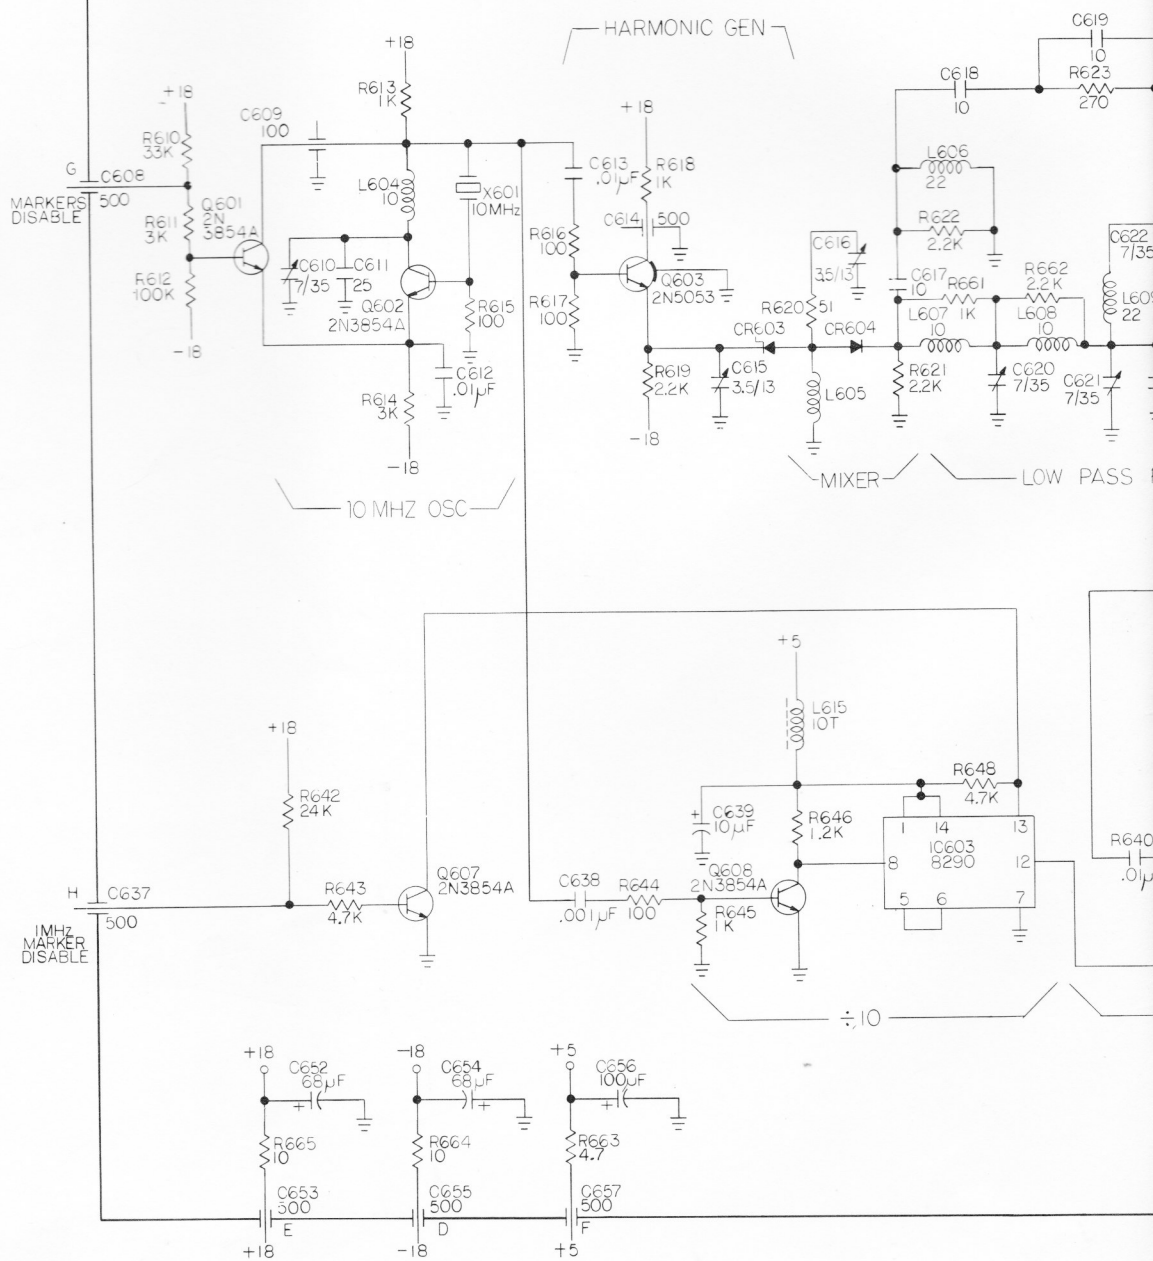 C619
10
HARMONIC GEN
+18
C618
10
R623
270
R613
1K
+18
C609
100
+18
R610
33K
G
C608
500
MARKERS
DISABLE
L604
10
X601
10MHz
C613
.01µF
R618
1K
L606
22
Q601
2N
3854A
R611
3K
R616
100
C614
500
R622
2.2K
C616
3.5/13
C622
7/35
C610
7/35
C611
25
R612
100K
Q602
2N3854A
R615
100
R617
100
Q603
2N5053
C617
10
R661
1K
R662
2.2K
R620
51
L607
10
L608
10
L609
22
CR603
CR604
-18
C612
.01µF
R619
2.2K
C615
3.5/13
L605
R621
2.2K
C620
7/35
C621
7/35
R614
3K
-18
-18
MIXER
LOW PASS
10 MHZ OSC
+5
L615
10T
+18
R642
24K
R648
4.7K
C639
10µF
+
R646
1.2K
1
14
13
IC603
8290
8
12
5
6
7
R640
.01µ
H
C637
500
1MHz
MARKER
DISABLE
R643
4.7K
Q607
2N3854A
C638
.001µF
R644
100
Q608
2N3854A
R645
1K
÷10
+18
C652
68µF
+
-18
C654
68µF
+
+5
C656
100µF
+
R665
10
R664
10
R663
4.7
C653
500
E
+18
C655
500
D
-18
C657
500
F
+5